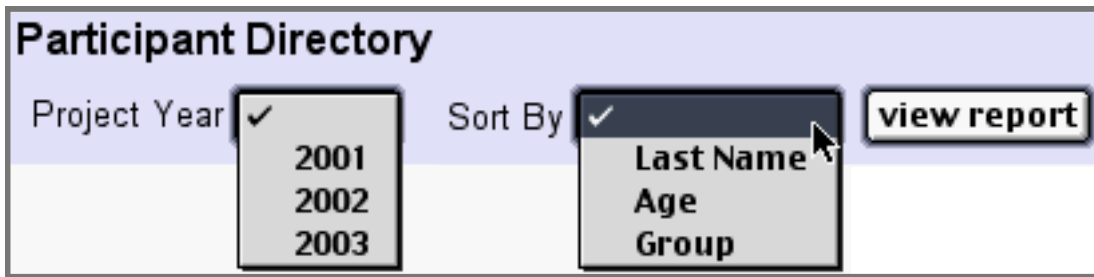 Participant Directory
Project Year ✓ Sort By ✓ view report
2001 Last Name
2002 Age
2003 Group